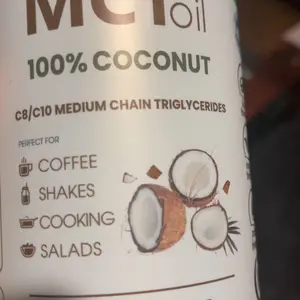 MCT oil
100% COCONUT
C8/C10 MEDIUM CHAIN TRIGLYCERIDES
PERFECT FOR
COFFEE
SHAKES
COOKING
SALADS